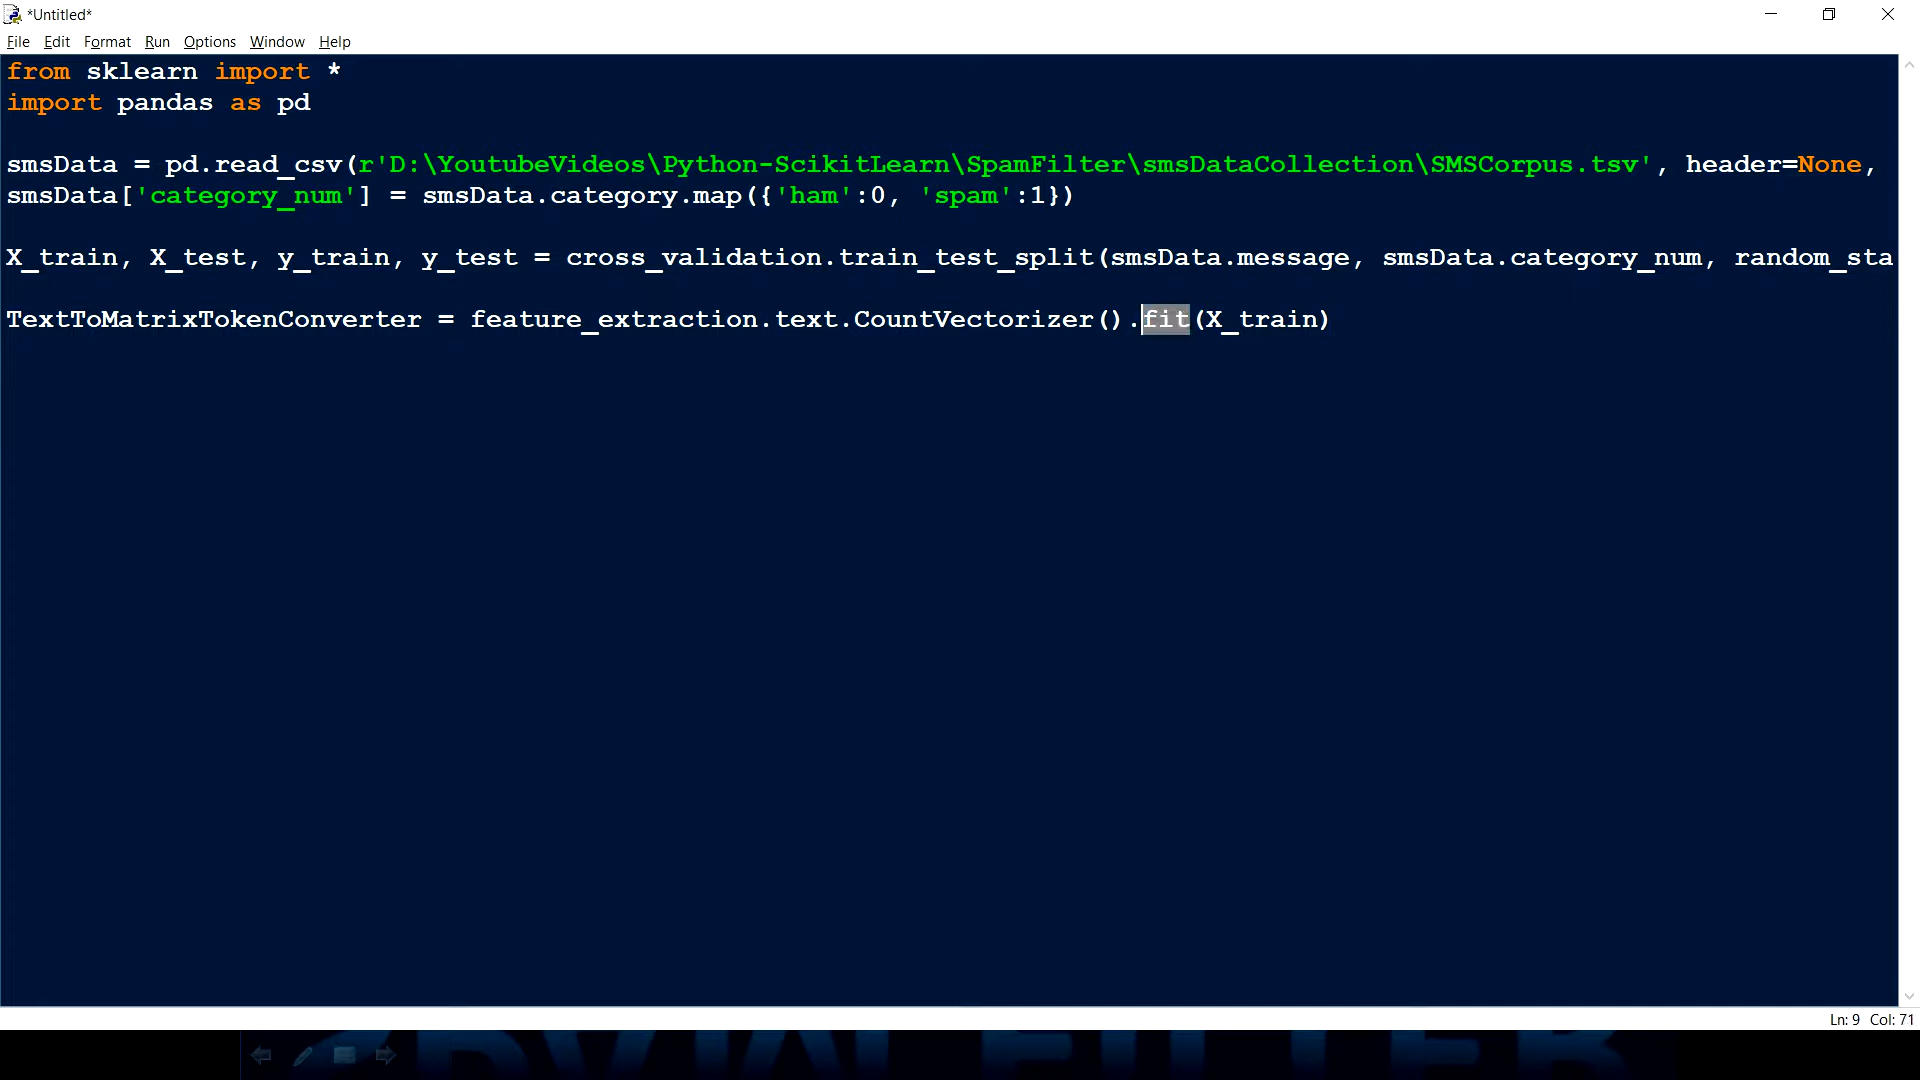 *Untitled*
File Edit Format Run Options Window Help
from sklearn import *
import pandas as pd
smsData = pd.read_csv(r'D:\YoutubeVideos\Python-ScikitLearn\SpamFilter\smsDataCollection\SMSCorpus.tsv', header=None,
smsData['category_num'] = smsData.category.map({'ham':0, 'spam':1})
X_train, X_test, y_train, y_test = cross_validation.train_test_split(smsData.message, smsData.category_num, random_sta
TextToMatrixTokenConverter = feature_extraction.text.CountVectorizer().fit(X_train)
Ln: 9 Col: 71